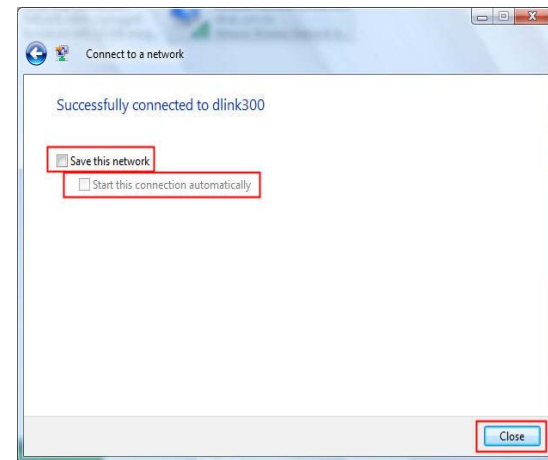 Connect to a network
Successfully connected to dlink300
Save this network
Start this connection automatically
Close